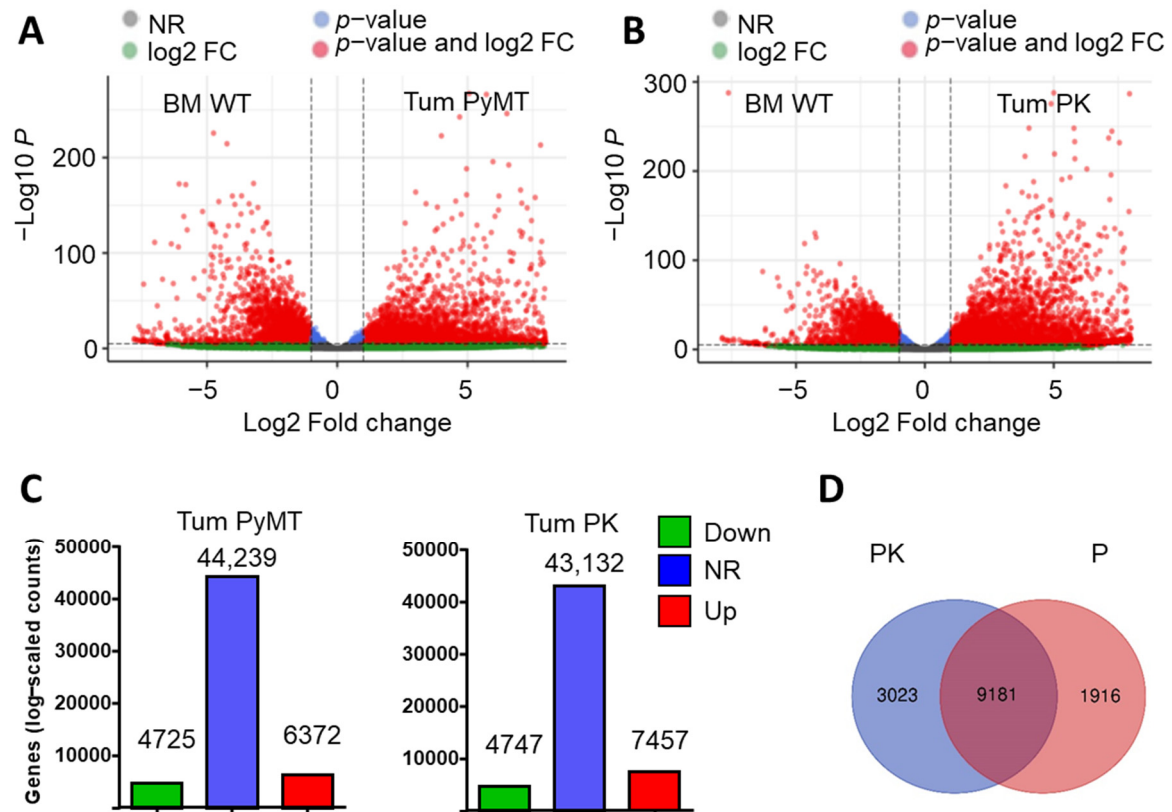 A
NR
p−value
log2 FC
p−value and log2 FC
BM WT
Tum PyMT
−Log10 P
200
100
0
−5
0
5
Log2 Fold change
B
NR
p−value
log2 FC
p−value and log2 FC
BM WT
Tum PK
−Log10 P
300
200
100
0
−5
0
5
Log2 Fold change
C
Tum PyMT
Genes (log−scaled counts)
50000
40000
30000
20000
10000
4725
44,239
6372
Tum PK
50000
40000
30000
20000
10000
4747
43,132
7457
Down
NR
Up
D
PK
P
3023
9181
1916